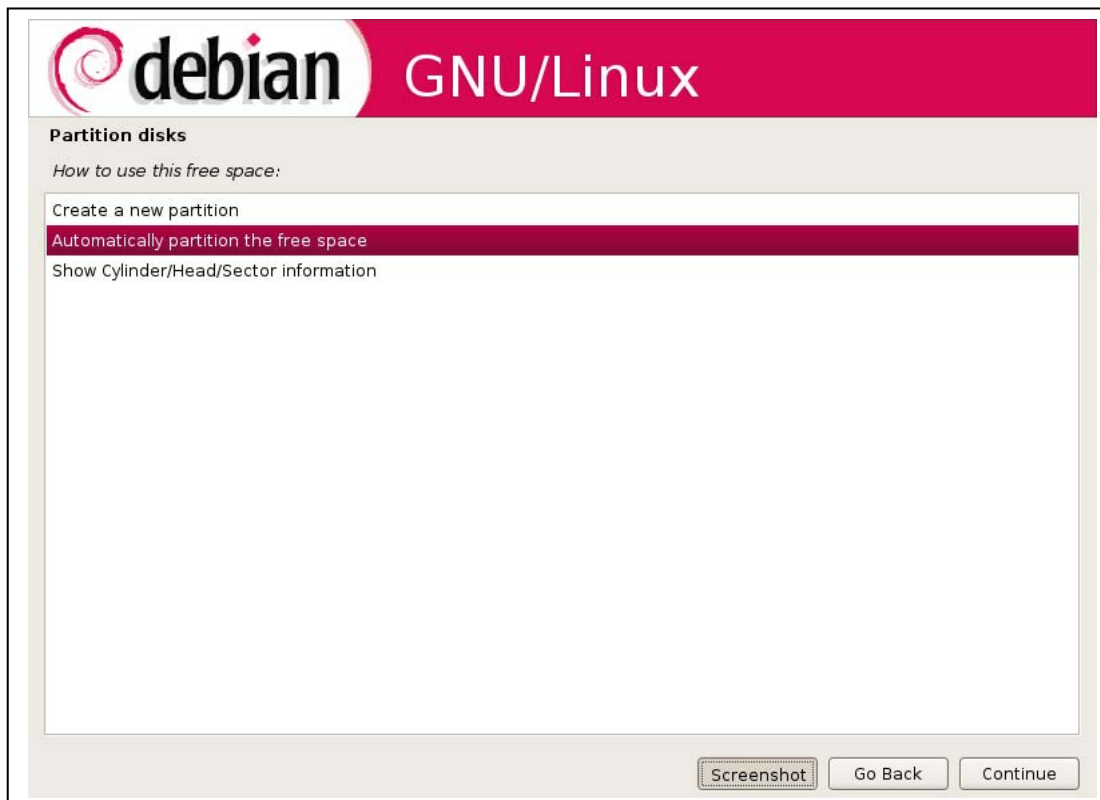 debian GNU/Linux
Partition disks
How to use this free space:
Create a new partition
Automatically partition the free space
Show Cylinder/Head/Sector information
Screenshot Go Back Continue